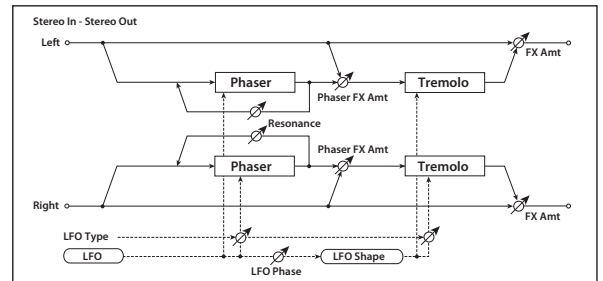 Stereo In - Stereo Out
Left
FX Amt
Phaser
Tremolo
Phaser FX Amt
Resonance
Phaser FX Amt
Phaser
Tremolo
Right
FX Amt
LFO Type
LFO
LFO Shape
LFO Phase